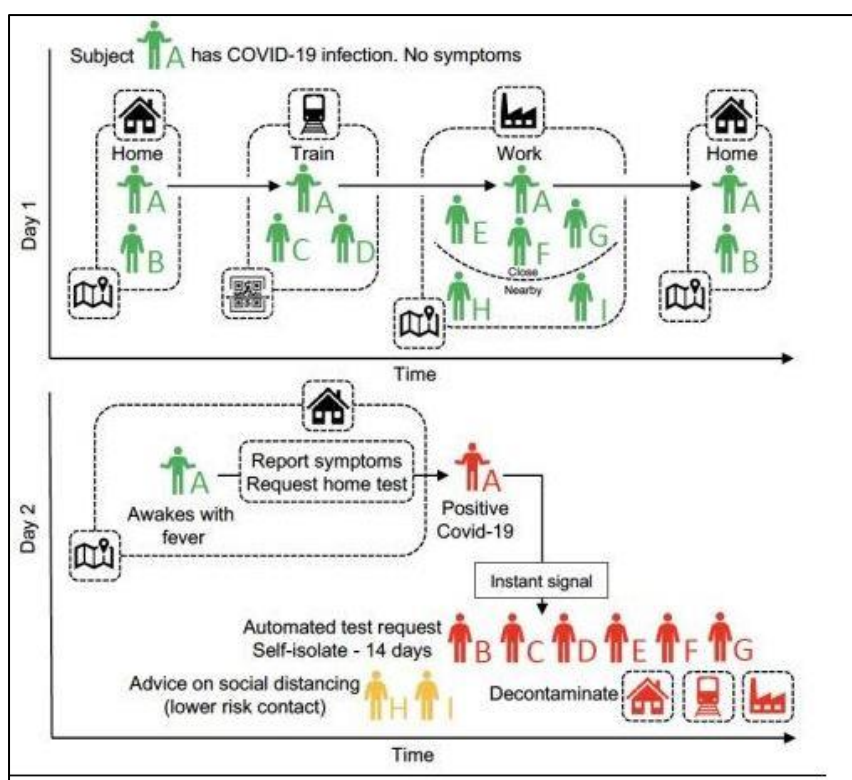 Subject A has COVID-19 infection. No symptoms
Day 1
Home
Train
Work
Home
A
A
A
A
B
C
D
E
F
G
B
Close
Nearby
H
I
Time
Day 2
A
Report symptoms
Request home test
A
Awakes with
fever
Positive
Covid-19
Instant signal
Automated test request
Self-isolate - 14 days
B C D E F G
Advice on social distancing
(lower risk contact)
H I
Decontaminate
Time